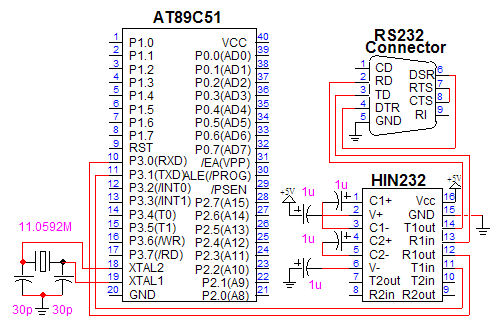 AT89C51
1 P1.0 VCC 40
2 P1.1 P0.0(AD0) 39
3 P1.2 P0.1(AD1) 38
4 P1.3 P0.2(AD2) 37
5 P1.4 P0.3(AD3) 36
6 P1.5 P0.4(AD4) 35
7 P1.6 P0.5(AD5) 34
8 P1.7 P0.6(AD6) 33
9 RST P0.7(AD7) 32
10 P3.0(RXD) /EA(VPP) 31
11 P3.1(TXD) ALE(/PROG) 30
12 P3.2(/INT0) /PSEN 29
13 P3.3(/INT1) P2.7(A15) 28
14 P3.4(T0) P2.6(A14) 27
15 P3.5(T1) P2.5(A13) 26
16 P3.6(/WR) P2.4(A12) 25
17 P3.7(/RD) P2.3(A11) 24
18 XTAL2 P2.2(A10) 23
19 XTAL1 P2.1(A9) 22
20 GND P2.0(A8) 21
11.0592M
30p 30p
RS232
Connector
1 CD DSR 6
2 RD RTS 7
3 TD CTS 8
4 DTR RI 9
5 GND
HIN232
1 C1+ Vcc 16
2 V+ GND 15
3 C1- T1out 14
4 C2+ R1in 13
5 C2- R1out 12
6 V- T1in 11
7 T2out T2in 10
8 R2in R2out 9
+5V
1u
+5V
1u
1u
1u
+5V